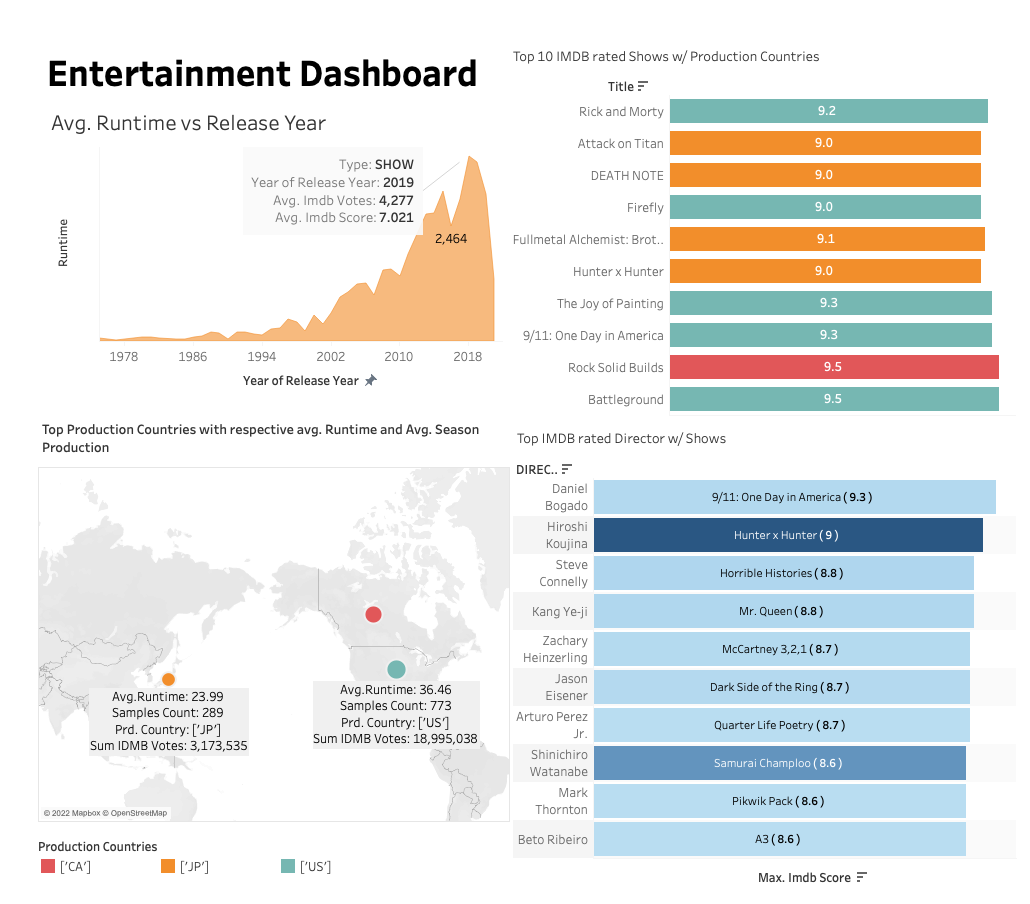 Entertainment Dashboard
Avg. Runtime vs Release Year
Type: SHOW
Year of Release Year: 2019
Avg. Imdb Votes: 4,277
Avg. Imdb Score: 7.021
2,464
Runtime
1978 1986 1994 2002 2010 2018
Year of Release Year
Top 10 IMDB rated Shows w/ Production Countries
Title
Rick and Morty 9.2
Attack on Titan 9.0
DEATH NOTE 9.0
Firefly 9.0
Fullmetal Alchemist: Brot.. 9.1
Hunter x Hunter 9.0
The Joy of Painting 9.3
9/11: One Day in America 9.3
Rock Solid Builds 9.5
Battleground 9.5
Top Production Countries with respective avg. Runtime and Avg. Season
Production
Avg.Runtime: 23.99
Samples Count: 289
Prd. Country: ['JP']
Sum IDMB Votes: 3,173,535
Avg.Runtime: 36.46
Samples Count: 773
Prd. Country: ['US']
Sum IDMB Votes: 18,995,038
© 2022 Mapbox © OpenStreetMap
Production Countries
['CA'] ['JP'] ['US']
Top IMDB rated Director w/ Shows
DIREC..
Daniel
Bogado
9/11: One Day in America ( 9.3 )
Hiroshi
Koujina
Hunter x Hunter ( 9 )
Steve
Connelly
Horrible Histories ( 8.8 )
Kang Ye-ji
Mr. Queen ( 8.8 )
Zachary
Heinzerling
McCartney 3,2,1 ( 8.7 )
Jason
Eisener
Dark Side of the Ring ( 8.7 )
Arturo Perez
Jr.
Quarter Life Poetry ( 8.7 )
Shinichiro
Watanabe
Samurai Champloo ( 8.6 )
Mark
Thornton
Pikwik Pack ( 8.6 )
Beto Ribeiro
A3 ( 8.6 )
Max. Imdb Score